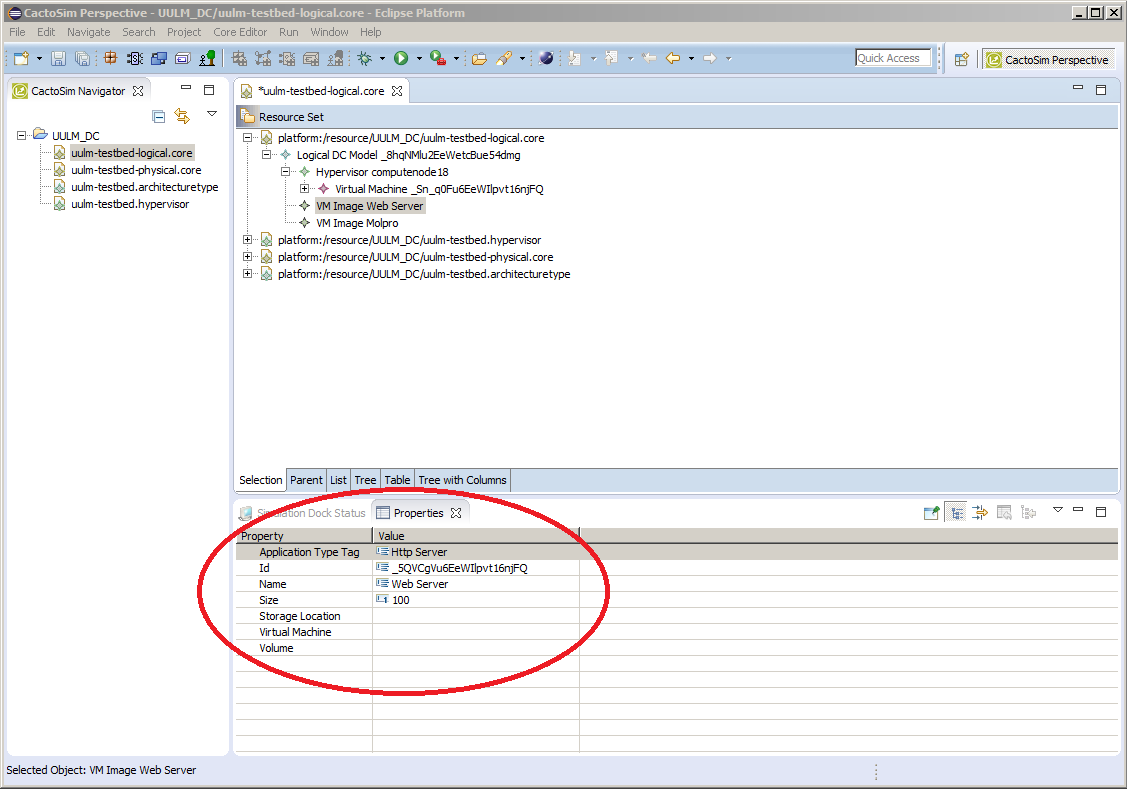 CactoSim Perspective - UULM_DC/uulm-testbed-logical.core - Eclipse Platform
File Edit Navigate Search Project Core Editor Run Window Help
Quick Access
CactoSim Perspective
CactoSim Navigator
UULM_DC
uulm-testbed-logical.core
uulm-testbed-physical.core
uulm-testbed.architecturetype
uulm-testbed.hypervisor
*uulm-testbed-logical.core
Resource Set
platform:/resource/UULM_DC/uulm-testbed-logical.core
Logical DC Model _8hqNMlu2EeWetcBue54dmg
Hypervisor computenode18
Virtual Machine _Sn_q0Fu6EeWIlpvt16njFQ
VM Image Web Server
VM Image Molpro
platform:/resource/UULM_DC/uulm-testbed.hypervisor
platform:/resource/UULM_DC/uulm-testbed-physical.core
platform:/resource/UULM_DC/uulm-testbed.architecturetype
Selection Parent List Tree Table Tree with Columns
Simulation Dock Status Properties
Property Value
Application Type Tag Http Server
Id _5QVCgVu6EeWIlpvt16njFQ
Name Web Server
Size 100
Storage Location
Virtual Machine
Volume
Selected Object: VM Image Web Server